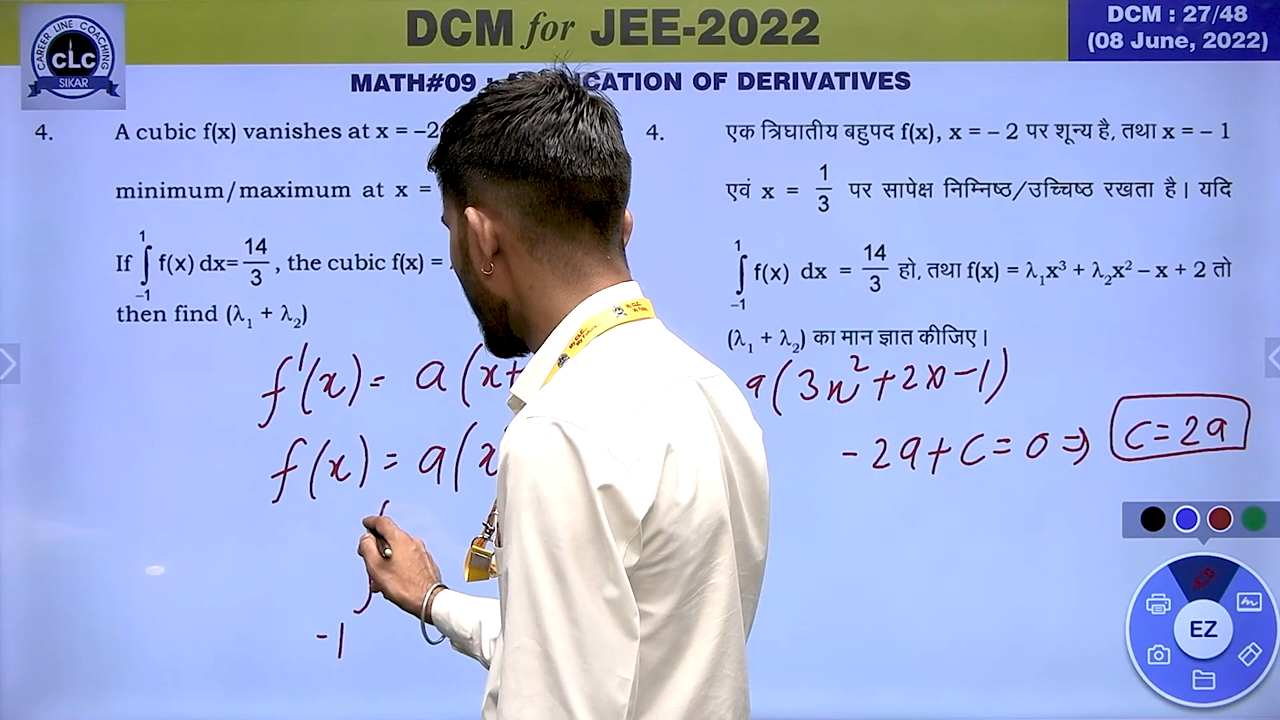 DCM for JEE-2022
DCM : 27/48
(08 June, 2022)
CAREER LINE COACHING
CLC
SIKAR
MATH#09 : CATION OF DERIVATIVES
4. A cubic f(x) vanishes at x = –2
minimum/maximum at x =
If ∫₋₁¹ f(x) dx= 14/3 , the cubic f(x) =
then find (λ₁ + λ₂)
4. एक त्रिघातीय बहुपद f(x), x = – 2 पर शून्य है, तथा x = – 1
एवं x = 1/3 पर सापेक्ष निम्निष्ठ/उच्चिष्ठ रखता है। यदि
∫₋₁¹ f(x) dx = 14/3 हो, तथा f(x) = λ₁x³ + λ₂x² – x + 2 तो
(λ₁ + λ₂) का मान ज्ञात कीजिए।
f'(x) = a(x+ a(3x²+2x-1)
f(x) = a(x -2a+c=0⇒ c=2a
∫
-1
EZ